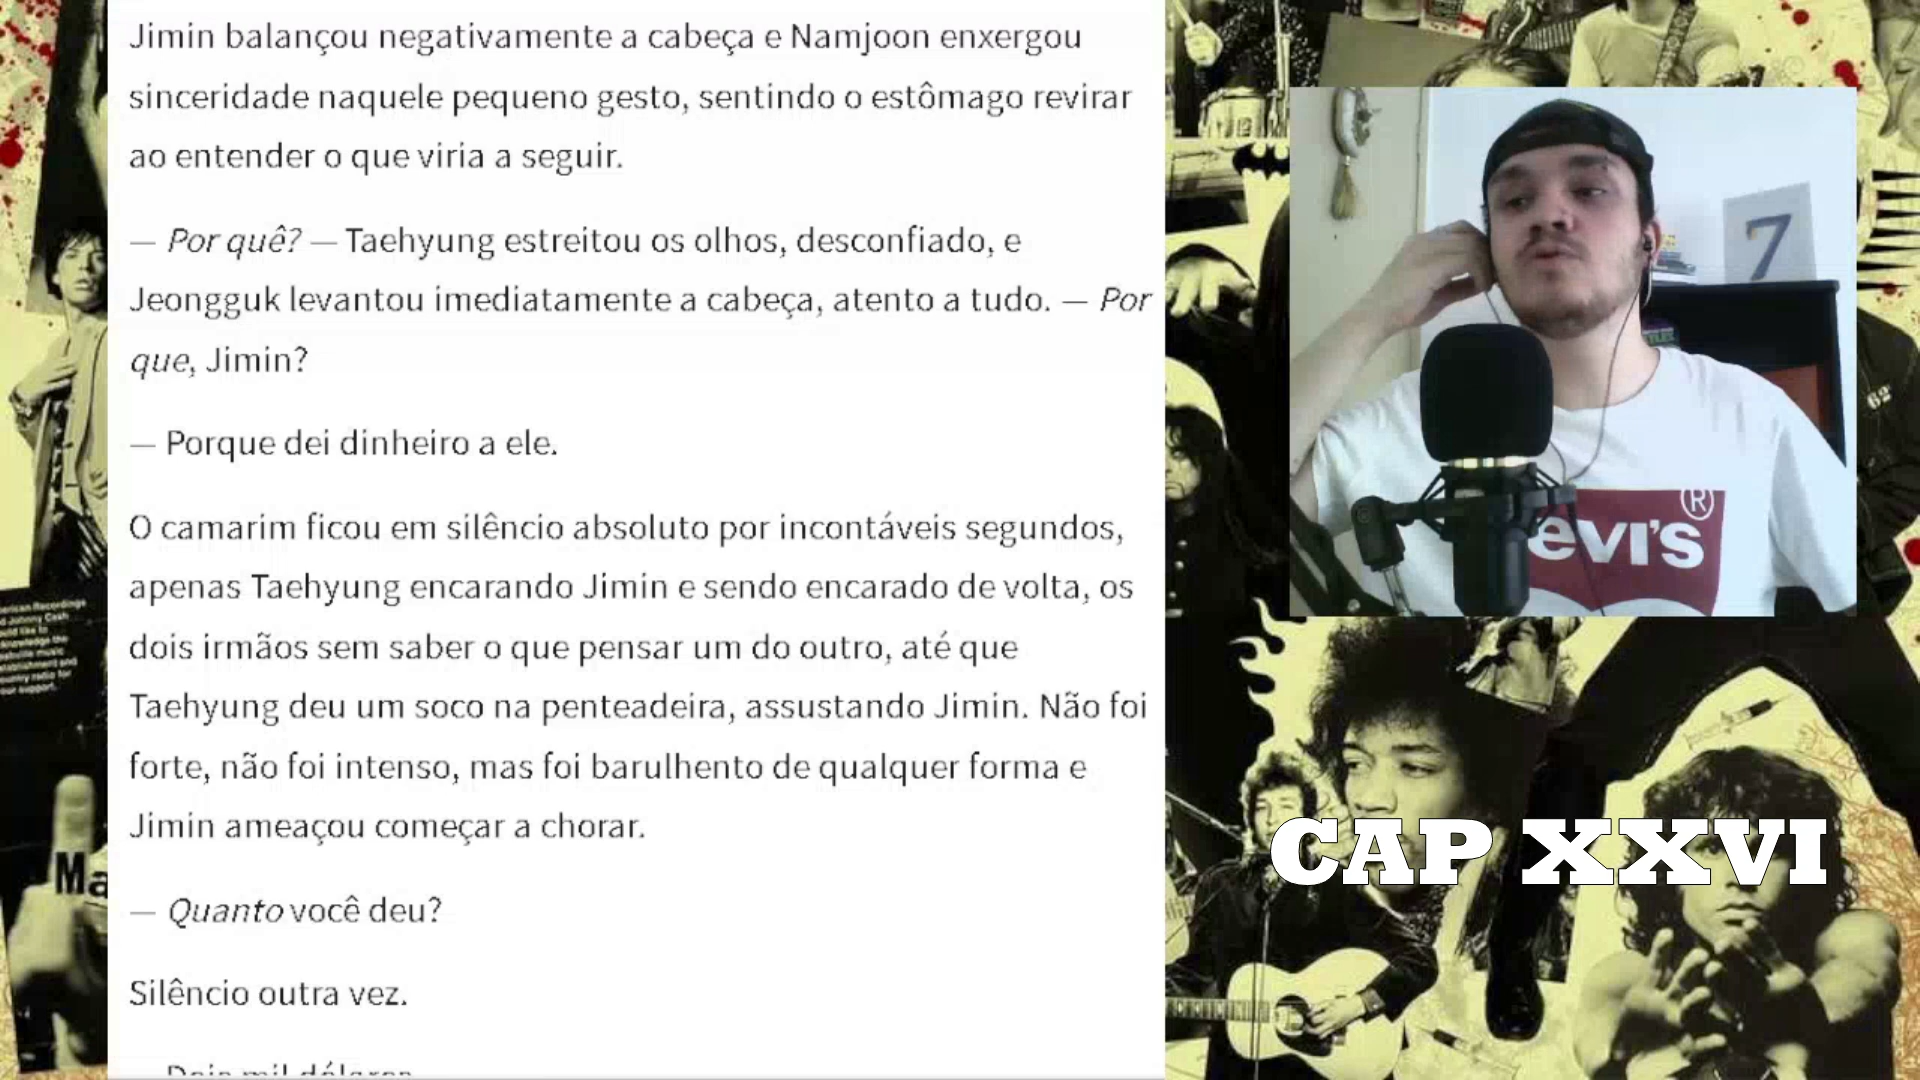 Jimin balançou negativamente a cabeça e Namjoon enxergou
sinceridade naquele pequeno gesto, sentindo o estômago revirar
ao entender o que viria a seguir.
— Por quê? — Taehyung estreitou os olhos, desconfiado, e
Jeongguk levantou imediatamente a cabeça, atento a tudo. — Por
que, Jimin?
— Porque dei dinheiro a ele.
O camarim ficou em silêncio absoluto por incontáveis segundos,
apenas Taehyung encarando Jimin e sendo encarado de volta, os
dois irmãos sem saber o que pensar um do outro, até que
Taehyung deu um soco na penteadeira, assustando Jimin. Não foi
forte, não foi intenso, mas foi barulhento de qualquer forma e
Jimin ameaçou começar a chorar.
— Quanto você deu?
Silêncio outra vez.
7
evi's
®
CAP XXVI
Ma